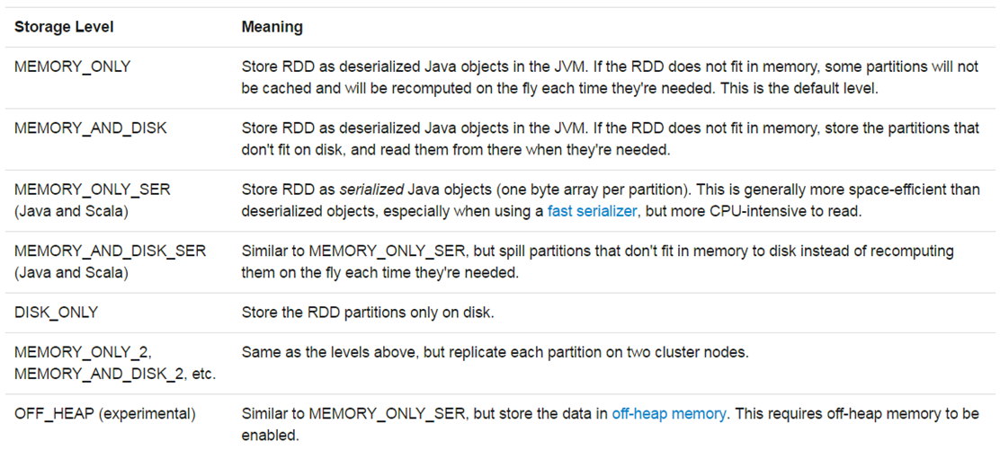 Storage Level Meaning
MEMORY_ONLY Store RDD as deserialized Java objects in the JVM. If the RDD does not fit in memory, some partitions will not
be cached and will be recomputed on the fly each time they're needed. This is the default level.
MEMORY_AND_DISK Store RDD as deserialized Java objects in the JVM. If the RDD does not fit in memory, store the partitions that
don't fit on disk, and read them from there when they're needed.
MEMORY_ONLY_SER Store RDD as serialized Java objects (one byte array per partition). This is generally more space-efficient than
(Java and Scala) deserialized objects, especially when using a fast serializer, but more CPU-intensive to read.
MEMORY_AND_DISK_SER Similar to MEMORY_ONLY_SER, but spill partitions that don't fit in memory to disk instead of recomputing
(Java and Scala) them on the fly each time they're needed.
DISK_ONLY Store the RDD partitions only on disk.
MEMORY_ONLY_2, Same as the levels above, but replicate each partition on two cluster nodes.
MEMORY_AND_DISK_2, etc.
OFF_HEAP (experimental) Similar to MEMORY_ONLY_SER, but store the data in off-heap memory. This requires off-heap memory to be
enabled.